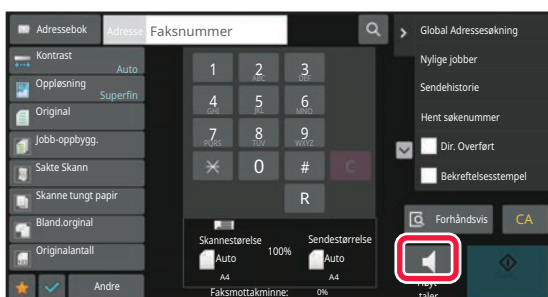 Adressebok
Adresse
Faksnummer
Kontrast
Auto
Oppløsning
Superfin
Original
Jobb-oppbygg.
Sakte Skann
Skanne tungt papir
Bland.orginal
Originalantall
Andre
1
2
ABC
3
DEF
4
GHI
5
JKL
6
MNO
7
PQRS
8
TUV
9
WXYZ
0
#
C
R
Skannestørelse
100%
Sendestørrelse
Auto
Auto
A4
A4
Faksmottakminne:
0%
Global Adressesøkning
Nylige jobber
Sendehistorie
Hent søkenummer
Dir. Overført
Bekreftelsesstempel
Forhåndsvis
CA
Høyt
taler